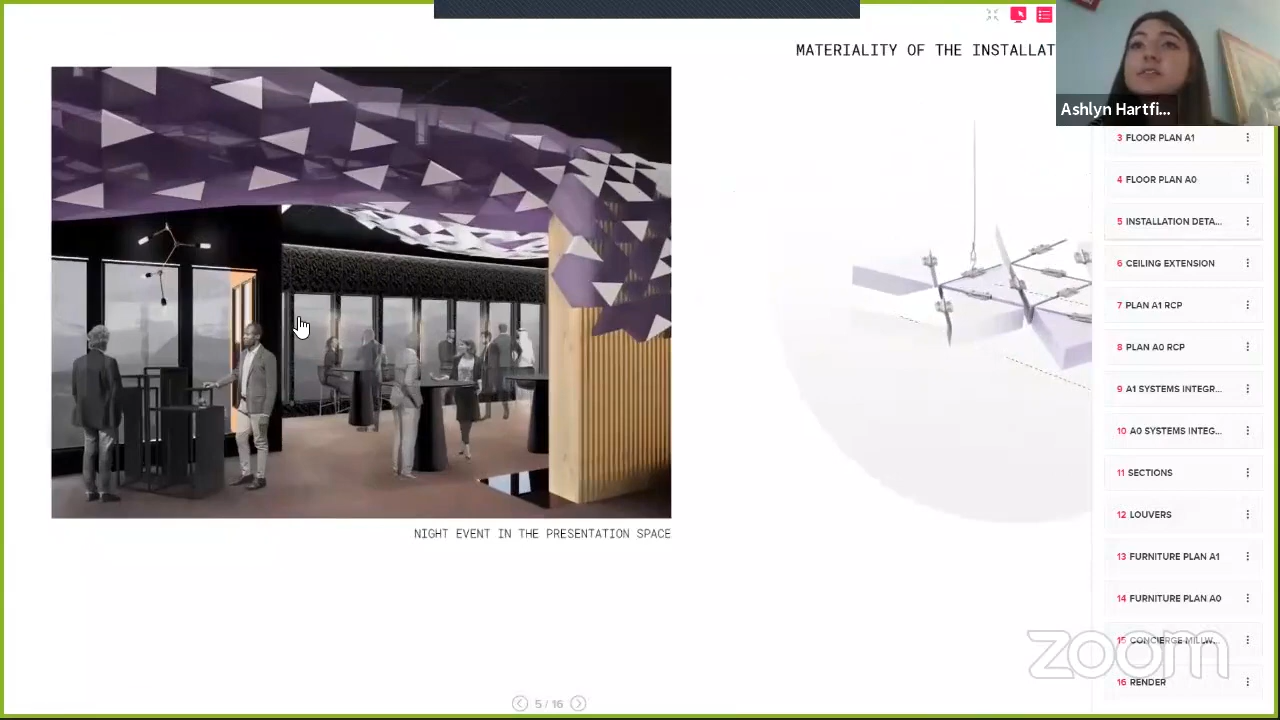 MATERIALITY OF THE INSTALLAT
Ashlyn Hartfi...
3 FLOOR PLAN A1
4 FLOOR PLAN A0
5 INSTALLATION DETA...
6 CEILING EXTENSION
7 PLAN A1 RCP
8 PLAN A0 RCP
9 A1 SYSTEMS INTEGR...
10 A0 SYSTEMS INTEG...
11 SECTIONS
12 LOUVERS
13 FURNITURE PLAN A1
14 FURNITURE PLAN A0
15 CONCIERGE MILLW...
16 RENDER
NIGHT EVENT IN THE PRESENTATION SPACE
5 / 16
zoom